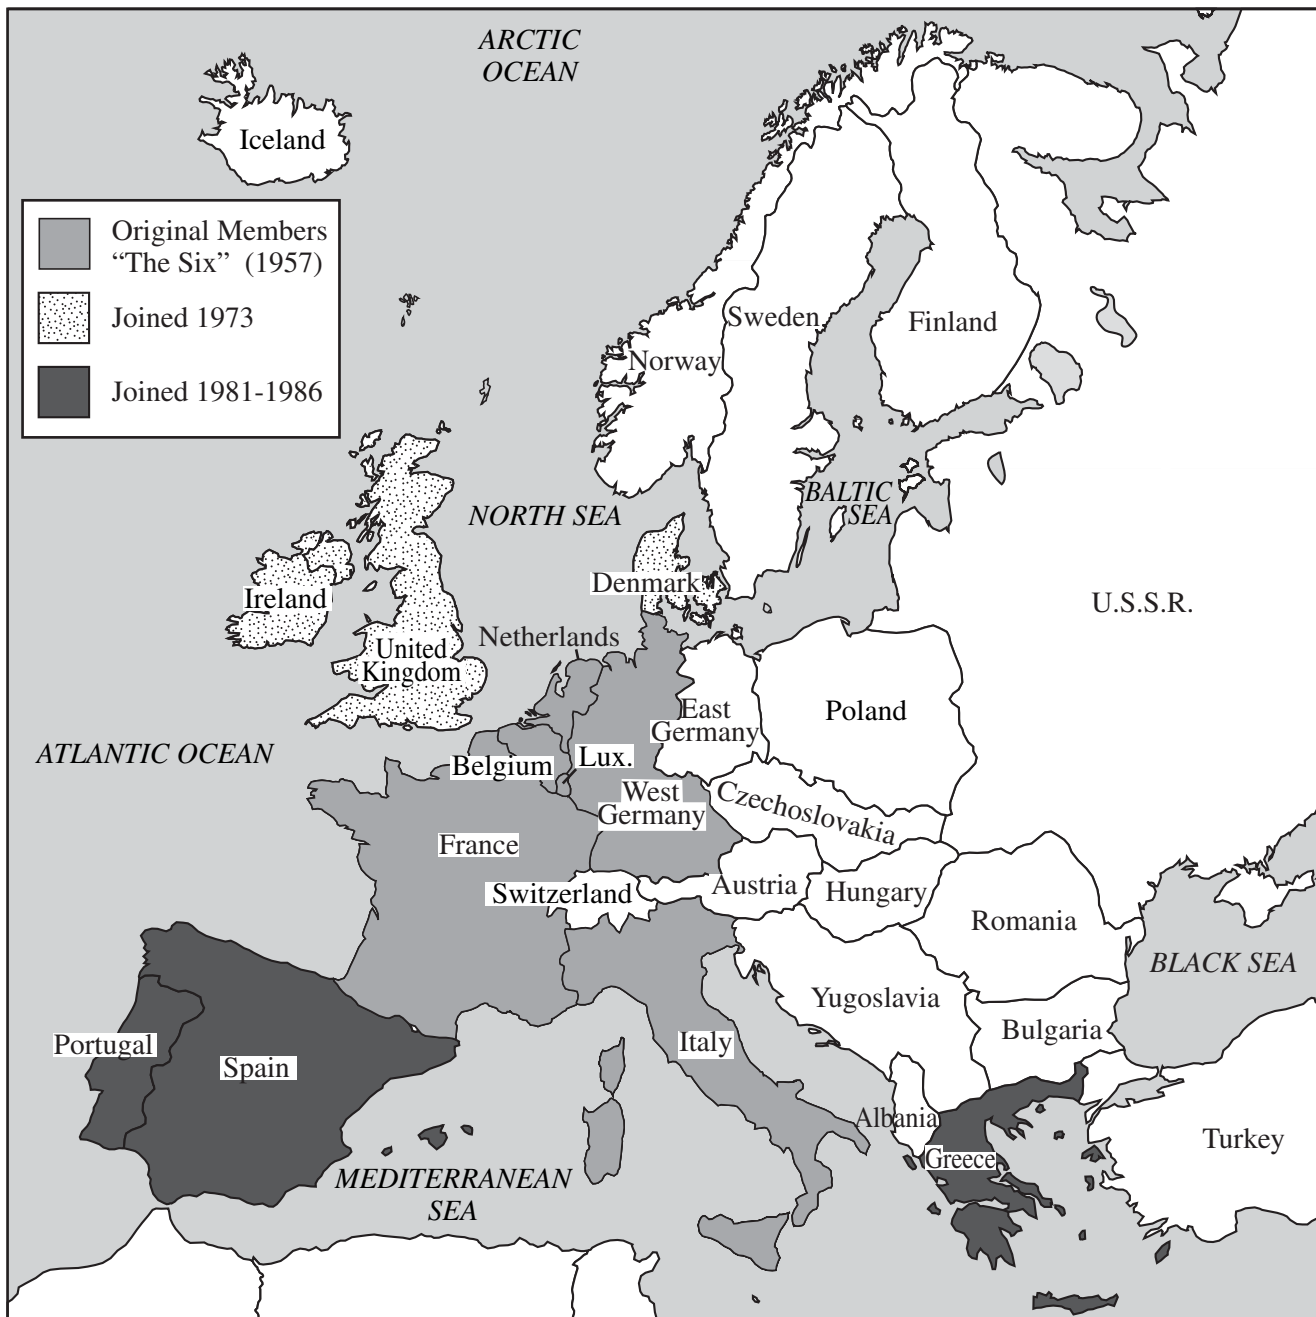 ARCTIC
OCEAN
Iceland
Original Members
“The Six” (1957)
Joined 1973
Joined 1981-1986
Sweden
Finland
Norway
BALTIC
SEA
NORTH SEA
Denmark
Ireland
U.S.S.R.
Netherlands
United
Kingdom
East
Germany
Poland
ATLANTIC OCEAN
Belgium
Lux.
West
Germany
Czechoslovakia
France
Switzerland
Austria
Hungary
Romania
BLACK SEA
Yugoslavia
Bulgaria
Portugal
Spain
Italy
Albania
Turkey
Greece
MEDITERRANEAN
SEA